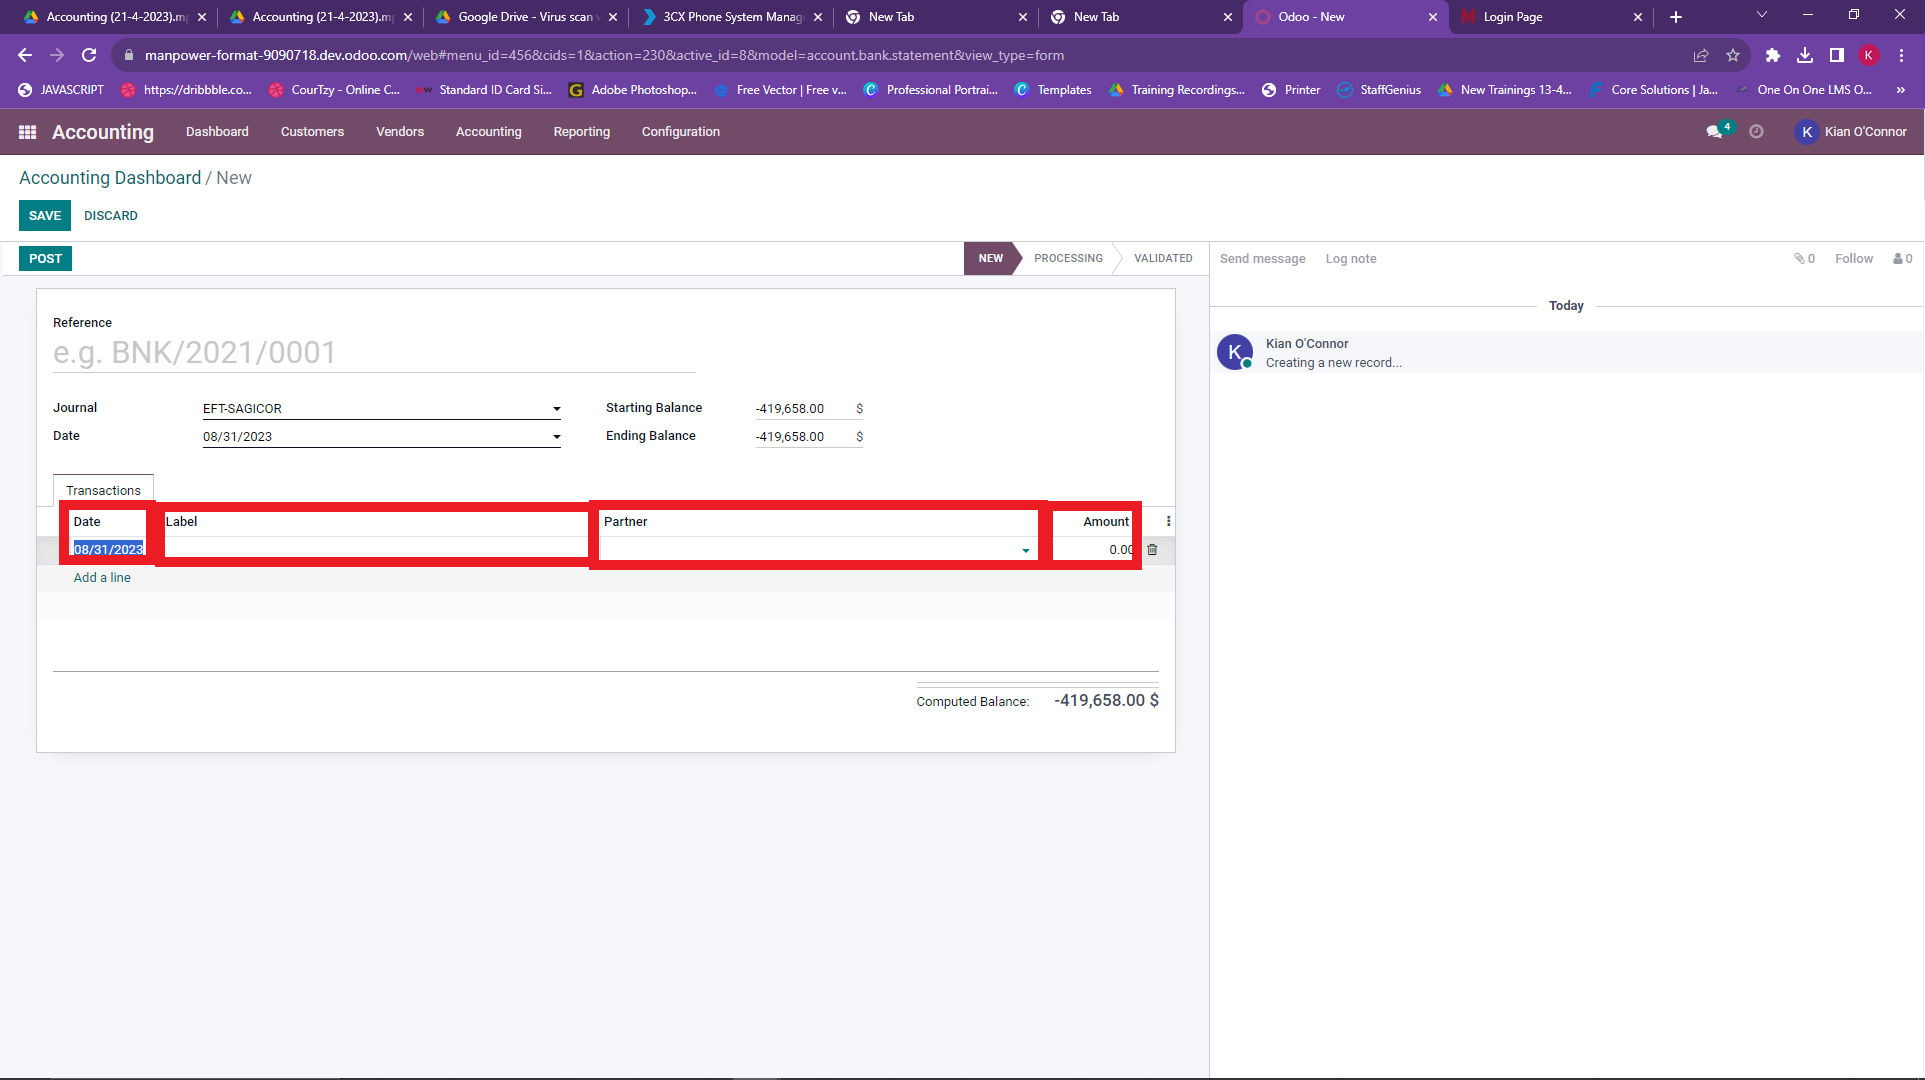 Accounting (21-4-2023).mp
Accounting (21-4-2023).m
Google Drive - Virus scan
3CX Phone System Manag
New Tab
New Tab
Odoo - New
Login Page
manpower-format-9090718.dev.odoo.com/web#menu_id=456&cids=1&action=230&active_id=8&model=account.bank.statement&view_type=form
K
JAVASCRIPT
https://dribbble.co...
CourTzy - Online C...
Standard ID Card Si...
Adobe Photoshop...
Free Vector | Free v...
Professional Portrai...
Templates
Training Recordings...
Printer
StaffGenius
New Trainings 13-4...
Core Solutions | Ja...
One On One LMS O...
»
Accounting
Dashboard
Customers
Vendors
Accounting
Reporting
Configuration
4
K
Kian O'Connor
Accounting Dashboard / New
SAVE
DISCARD
POST
NEW
PROCESSING
VALIDATED
Send message
Log note
0
Follow
0
Today
K
Kian O'Connor
Creating a new record...
Reference
e.g. BNK/2021/0001
Journal
EFT-SAGICOR
Starting Balance
-419,658.00
$
Date
08/31/2023
Ending Balance
-419,658.00
$
Transactions
Date
Label
Partner
Amount
08/31/2023
0.00
Add a line
Computed Balance:
-419,658.00 $